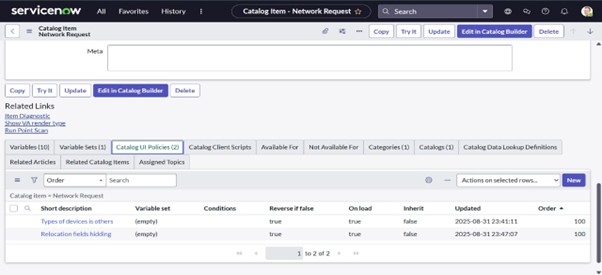 servicenow All Favorites History Catalog Item - Network Request Search
Catalog Item
Network Request
Copy Try It Update Edit in Catalog Builder Delete
Meta
Copy Try It Update Edit in Catalog Builder Delete
Related Links
Item Diagnostic
Show VA render type
Run Point Scan
Variables (10) Variable Sets (1) Catalog UI Policies (2) Catalog Client Scripts Available For Not Available For Categories (1) Catalogs (1) Catalog Data Lookup Definitions
Related Articles Related Catalog Items Assigned Topics
Order Search Actions on selected rows... New
Catalog item = Network Request
Short description Variable set Conditions Reverse if false On load Inherit Updated Order
Types of devices is others (empty) true true false 2025-08-31 23:41:11 100
Relocation fields hidding (empty) true true false 2025-08-31 23:47:07 100
1 to 2 of 2